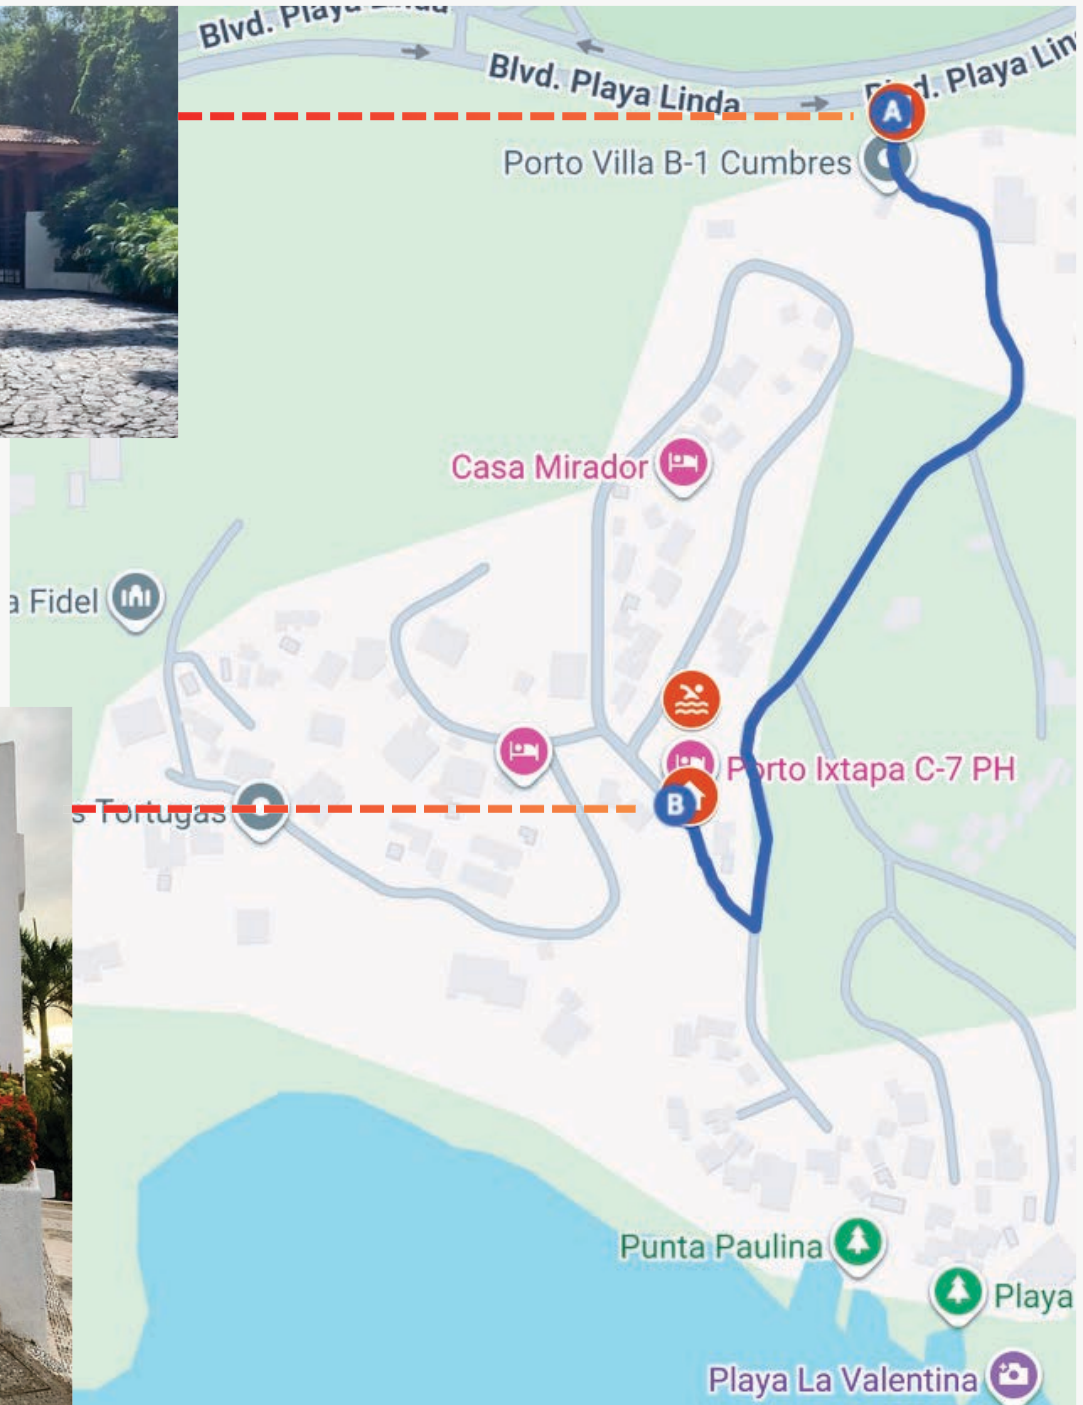 Blvd. Playa Linda
Blvd. Playa Linda
Blvd. Playa Lin
A
Porto Villa B-1 Cumbres
Casa Mirador
a Fidel
Porto Ixtapa C-7 PH
B
s Tortugas
Punta Paulina
Playa
Playa La Valentina